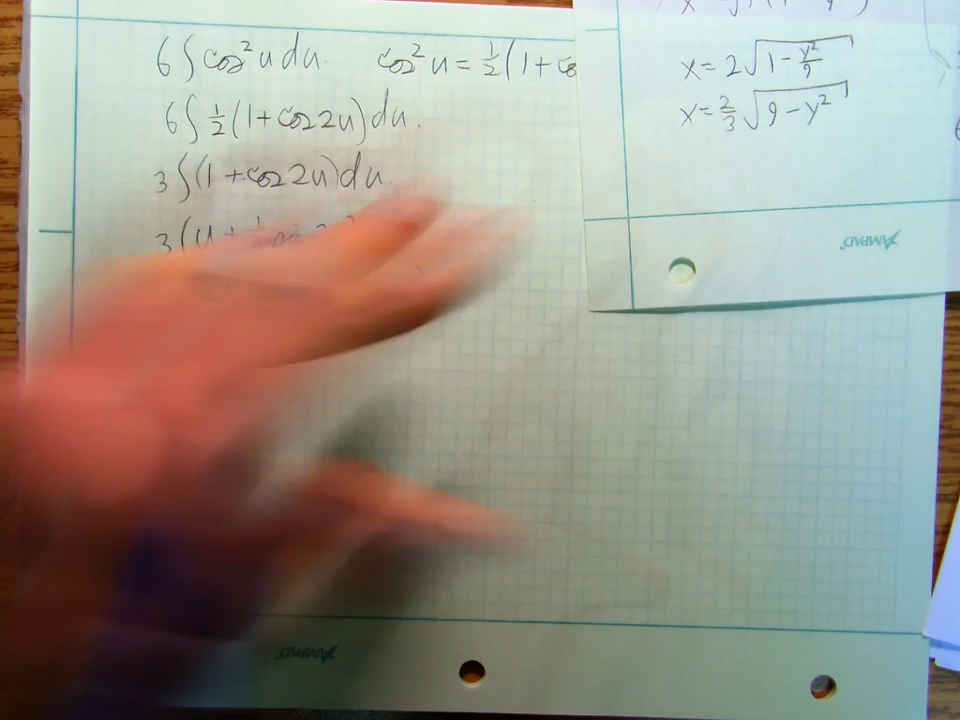 6∫cos²u du. cos²u = ½(1+co
6∫½(1+cos2u)du.
3∫(1+cos2u)du
3(u+
x=2√1-y²/9
x=⅔√9-y²
AMPAD
AMPAD